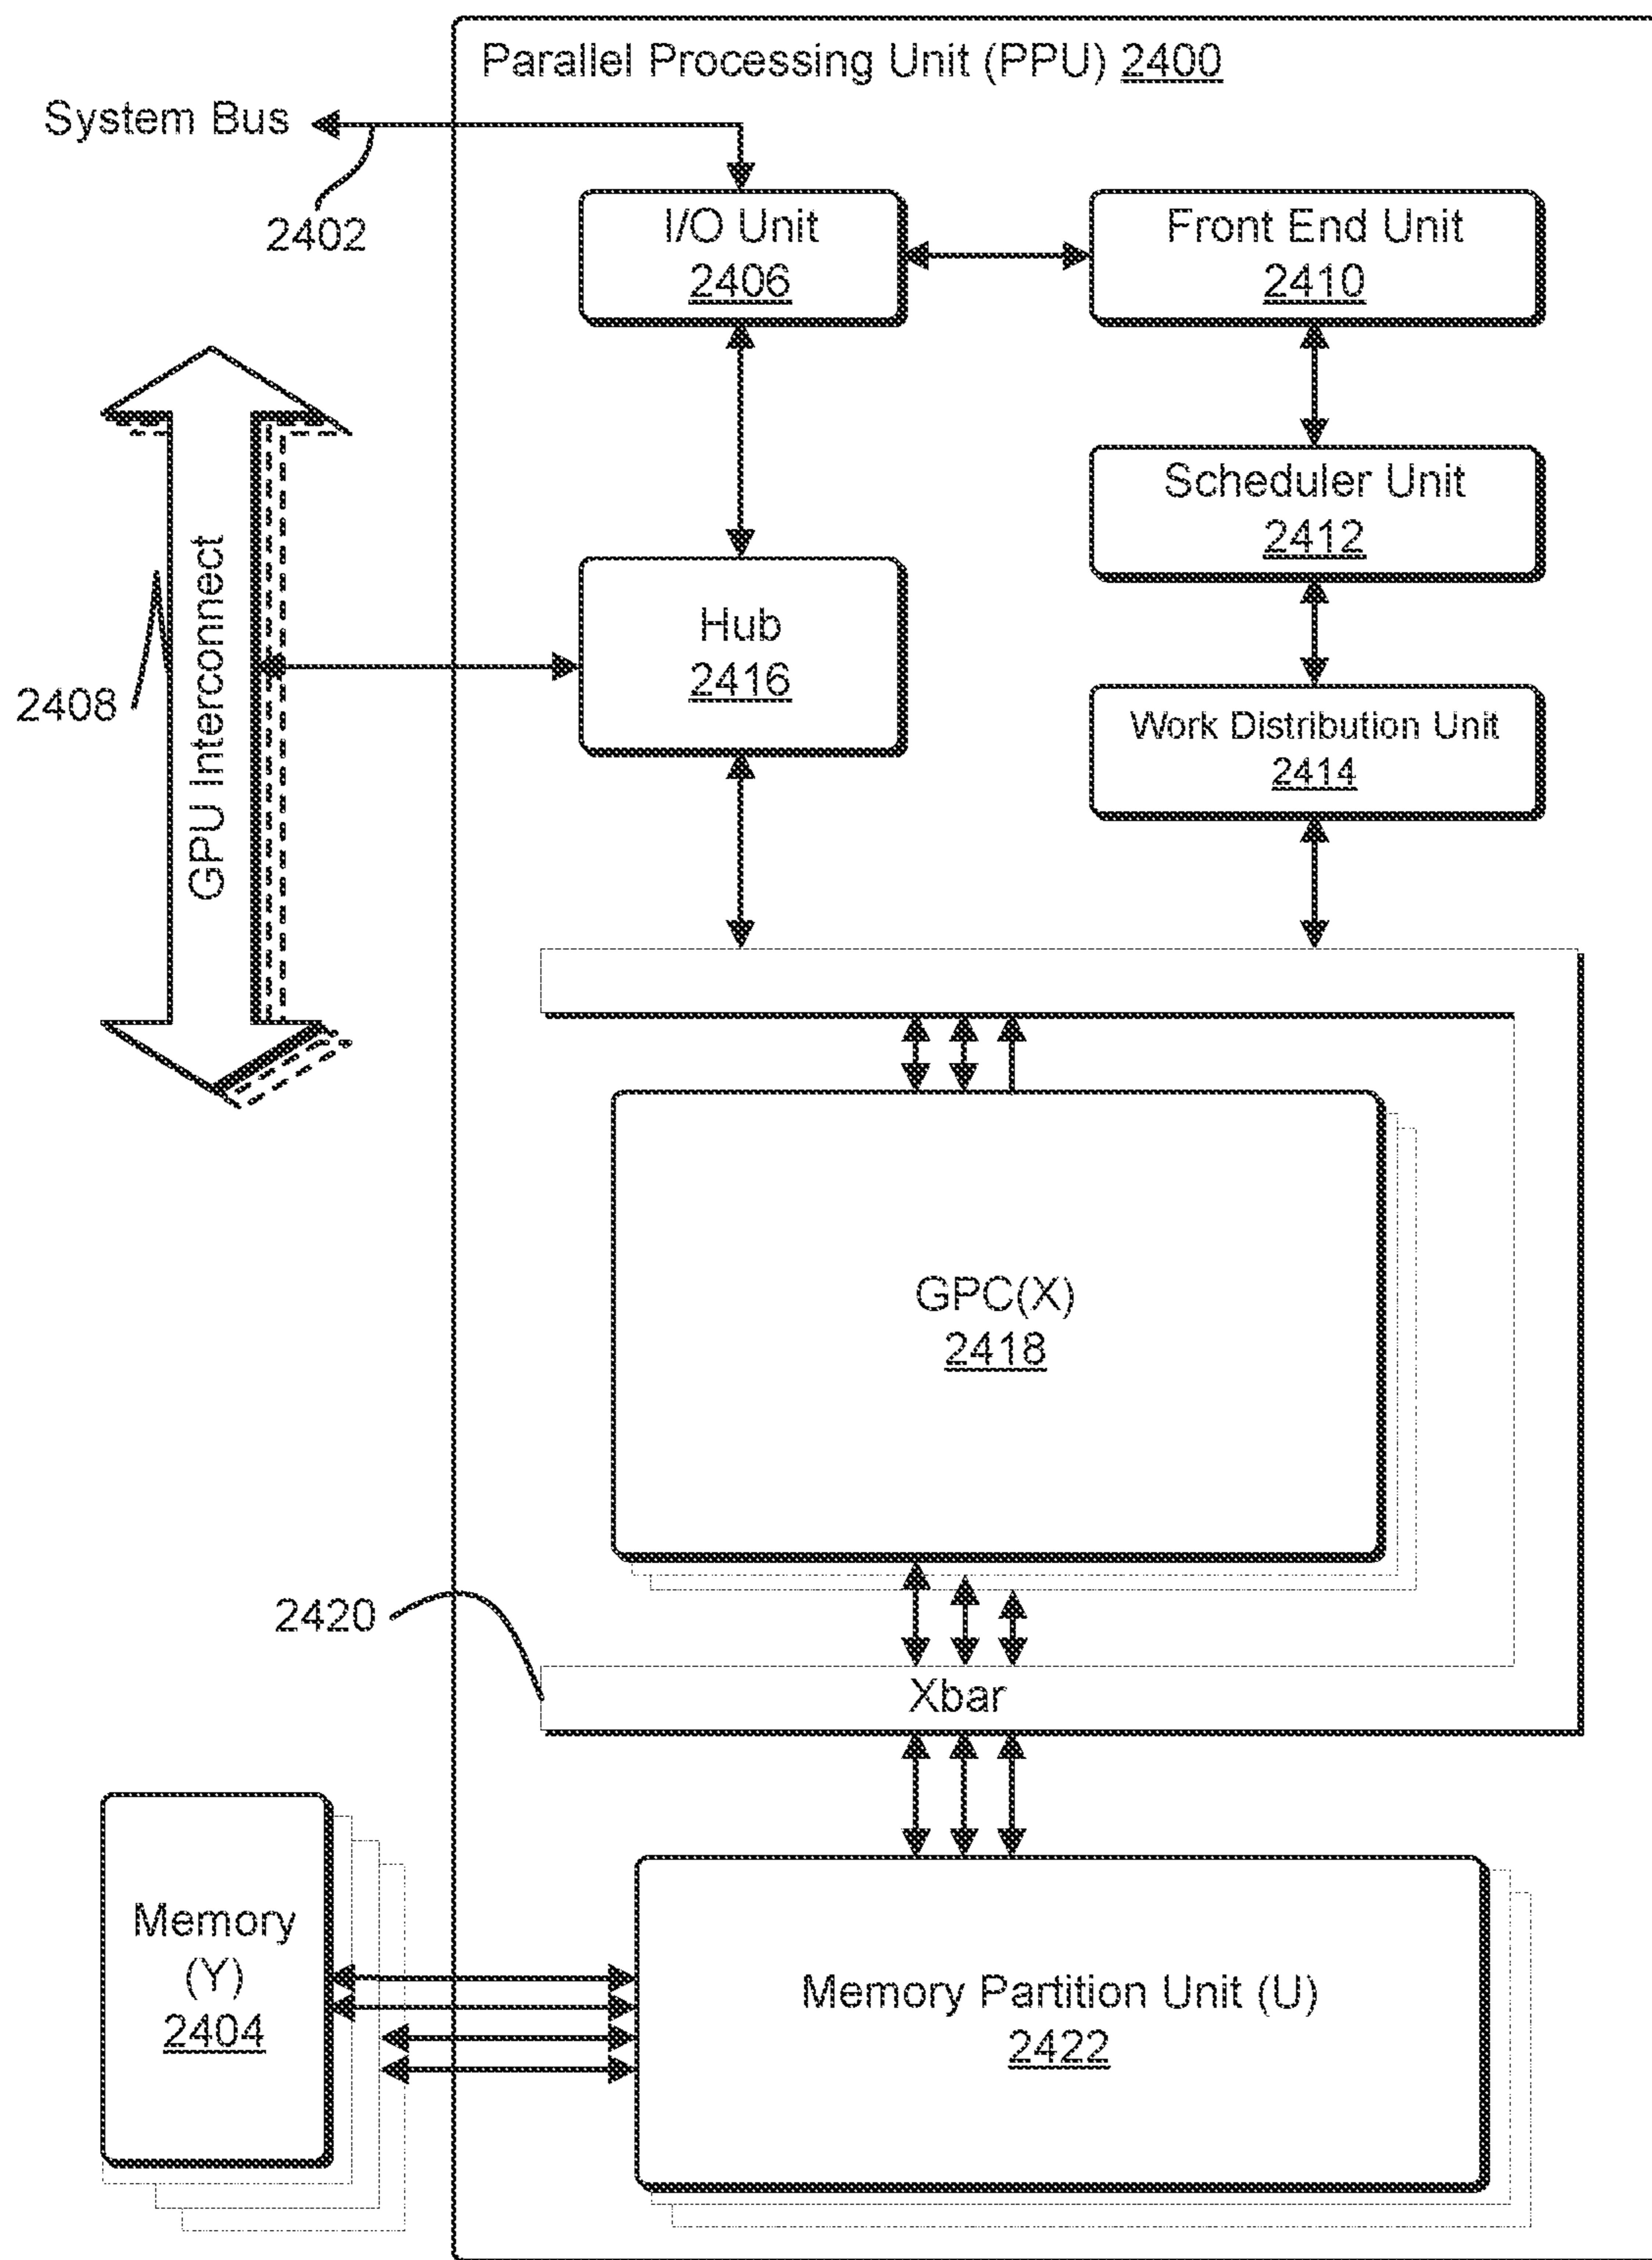 Parallel Processing Unit (PPU) 2400
System Bus
2402
I/O Unit
2406
Front End Unit
2410
Scheduler Unit
2412
GPU Interconnect
2408
Hub
2416
Work Distribution Unit
2414
GPC(X)
2418
2420
Xbar
Memory
(Y)
2404
Memory Partition Unit (U)
2422